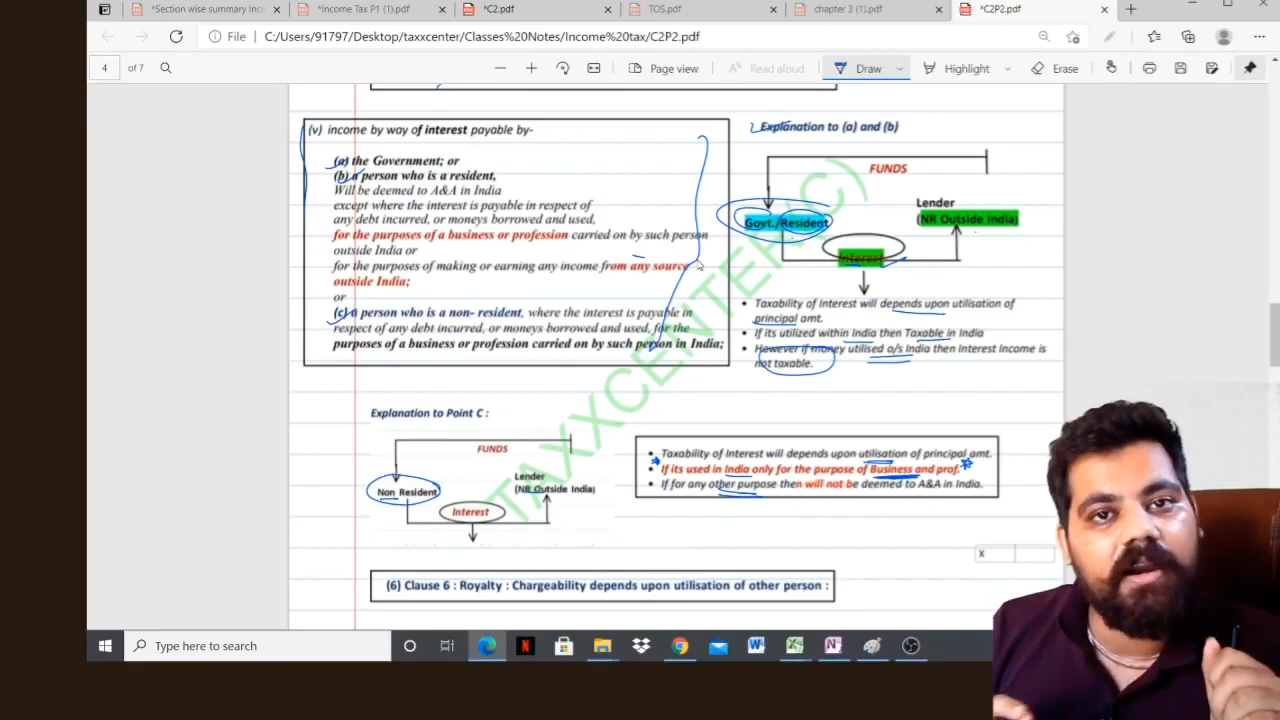 *Section wise summary Inco
*Income Tax P1 (1).pdf
*C2.pdf
TOS.pdf
chapter 3 (1).pdf
*C2P2.pdf
File
C:/Users/91797/Desktop/taxxcenter/Classes%20Notes/Income%20tax/C2P2.pdf
4 of 7
Page view
Read aloud
Draw
Highlight
Erase
(v) income by way of interest payable by-
(a) the Government; or
(b) a person who is a resident,
Will be deemed to A&A in India
except where the interest is payable in respect of
any debt incurred, or moneys borrowed and used,
for the purposes of a business or profession carried on by such person
outside India or
for the purposes of making or earning any income from any source
outside India;
or
(c) a person who is a non- resident, where the interest is payable in
respect of any debt incurred, or moneys borrowed and used, for the
purposes of a business or profession carried on by such person in India;
Explanation to (a) and (b)
FUNDS
Lender
(NR Outside India)
Govt./Resident
Interest
• Taxability of Interest will depends upon utilisation of
principal amt.
• If its utilized within India then Taxable in India
• However if money utilised o/s India then Interest Income is
not taxable.
TAXXCENTER(C)
Explanation to Point C :
FUNDS
Lender
(NR Outside India)
Non Resident
Interest
• Taxability of Interest will depends upon utilisation of principal amt.
• If its used in India only for the purpose of Business and prof.
• If for any other purpose then will not be deemed to A&A in India.
X
(6) Clause 6 : Royalty : Chargeability depends upon utilisation of other person :
Type here to search